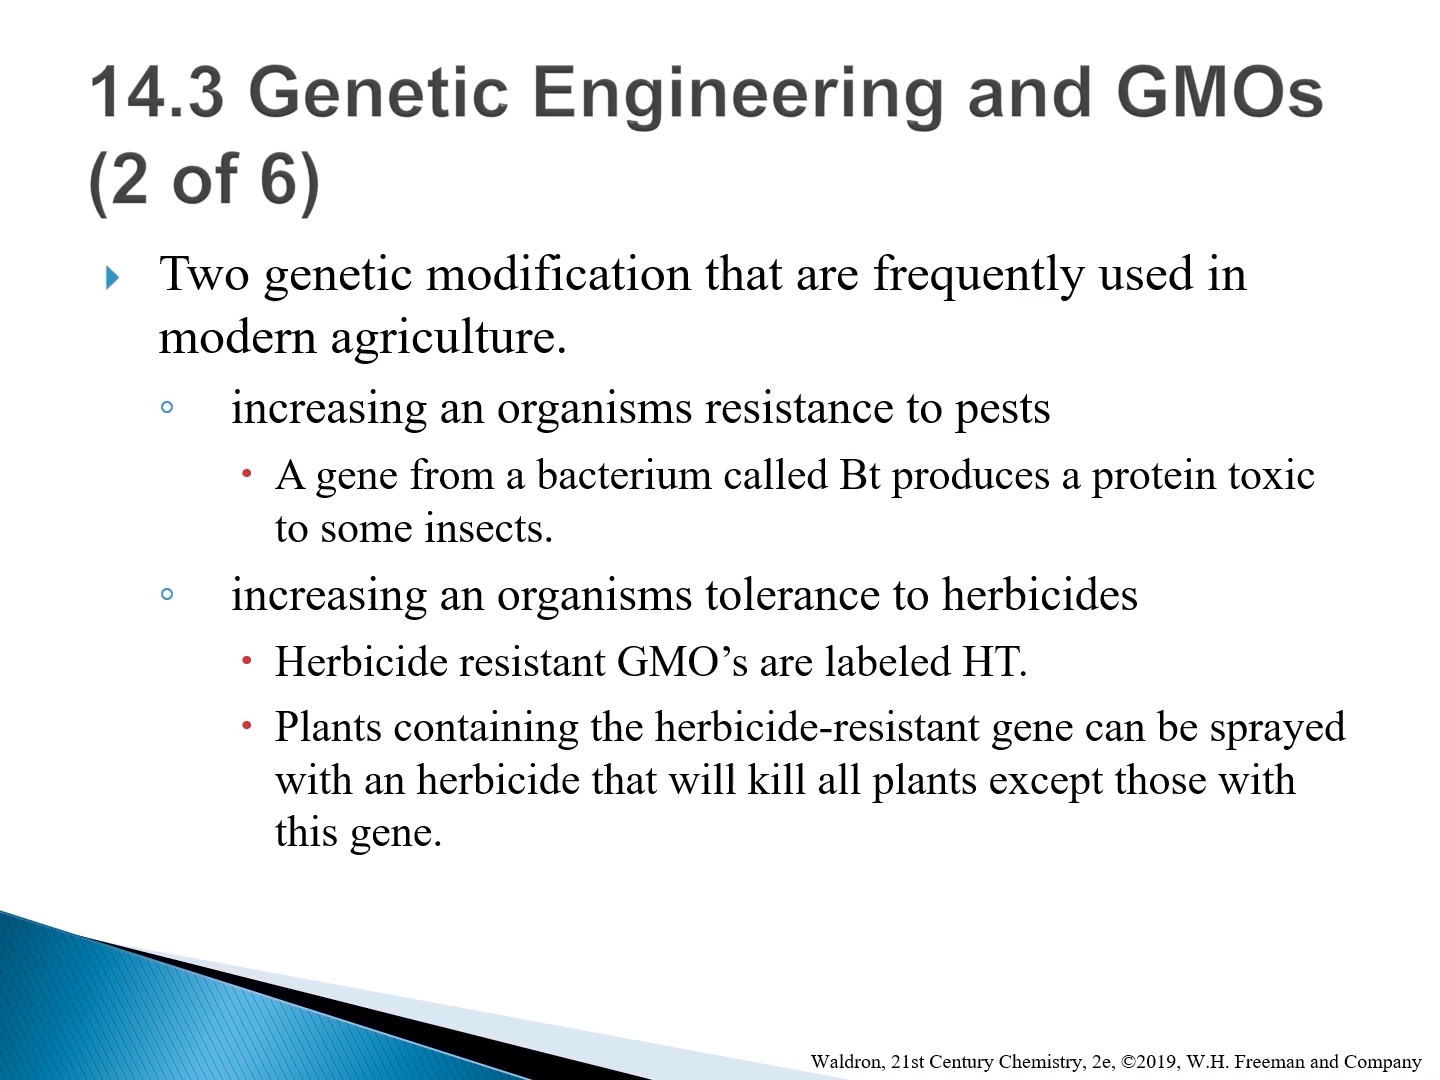 14.3 Genetic Engineering and GMOs
(2 of 6)
Two genetic modification that are frequently used in
modern agriculture.
increasing an organisms resistance to pests
A gene from a bacterium called Bt produces a protein toxic
to some insects.
increasing an organisms tolerance to herbicides
Herbicide resistant GMO’s are labeled HT.
Plants containing the herbicide-resistant gene can be sprayed
with an herbicide that will kill all plants except those with
this gene.
Waldron, 21st Century Chemistry, 2e, ©2019, W.H. Freeman and Company